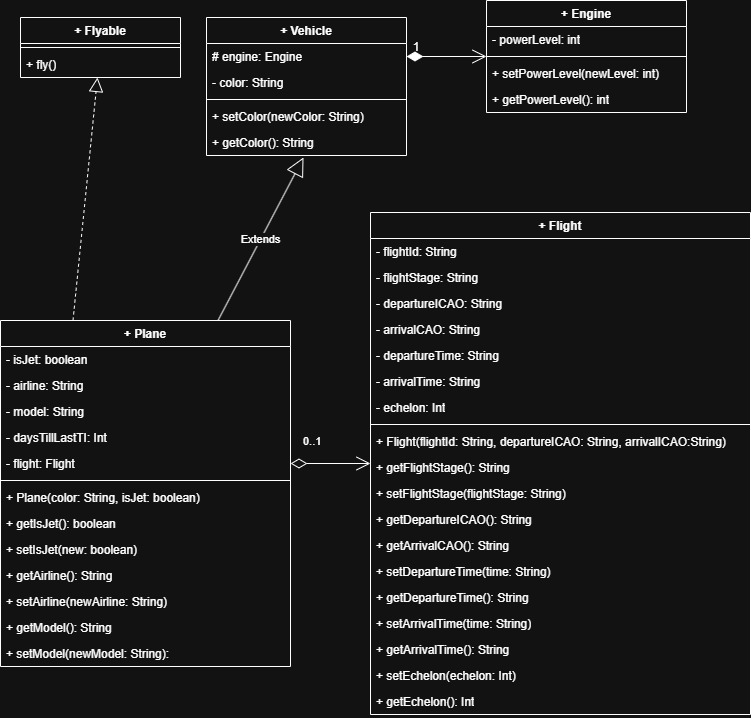 + Flyable
+ fly()
+ Vehicle
# engine: Engine
- color: String
+ setColor(newColor: String)
+ getColor(): String
1
+ Engine
- powerLevel: int
+ setPowerLevel(newLevel: int)
+ getPowerLevel(): int
Extends
+ Plane
- isJet: boolean
- airline: String
- model: String
- daysTillLastTI: Int
- flight: Flight
+ Plane(color: String, isJet: boolean)
+ getIsJet(): boolean
+ setIsJet(new: boolean)
+ getAirline(): String
+ setAirline(newAirline: String)
+ getModel(): String
+ setModel(newModel: String):
0..1
+ Flight
- flightId: String
- flightStage: String
- departureICAO: String
- arrivalCAO: String
- departureTime: String
- arrivalTime: String
- echelon: Int
+ Flight(flightId: String, departureICAO: String, arrivalICAO:String)
+ getFlightStage(): String
+ setFlightStage(flightStage: String)
+ getDepartureICAO(): String
+ getArrivalCAO(): String
+ setDepartureTime(time: String)
+ getDepartureTime(): String
+ setArrivalTime(time: String)
+ getArrivalTime(): String
+ setEchelon(echelon: Int)
+ getEchelon(): Int